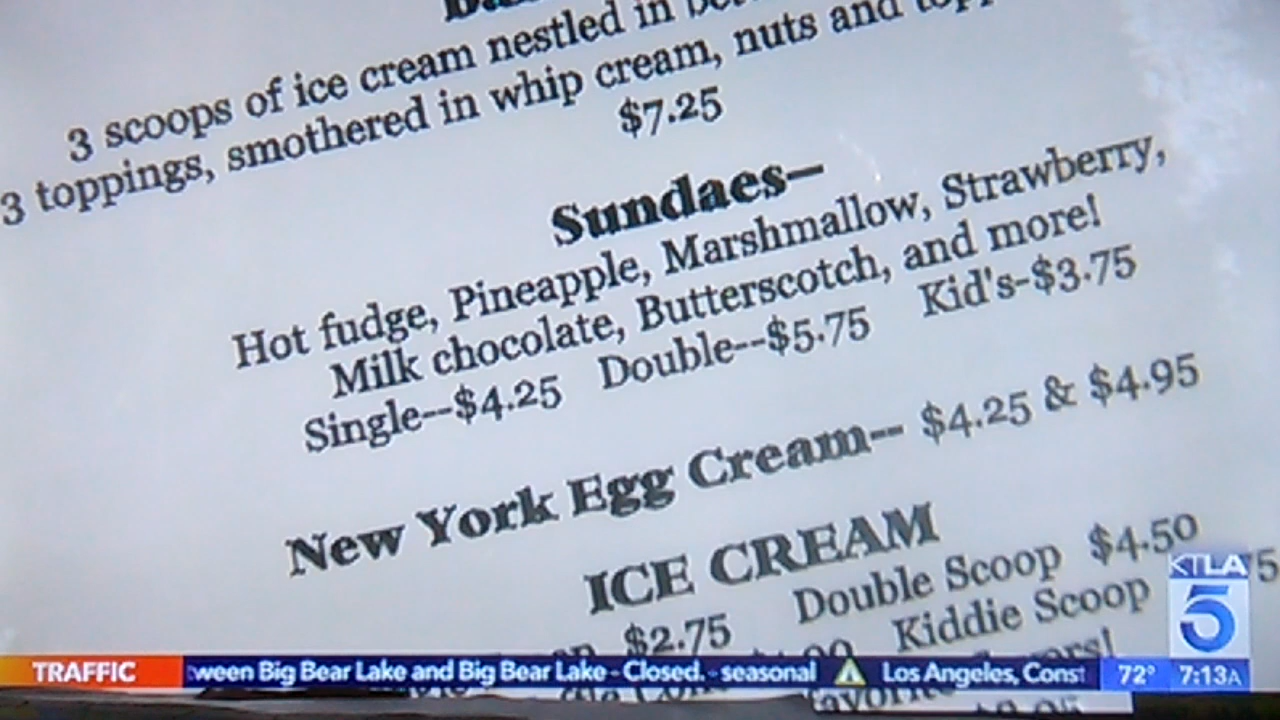 3 scoops of ice cream nestled in
3 toppings, smothered in whip cream, nuts and
$7.25
Sundaes--
Hot fudge, Pineapple, Marshmallow, Strawberry,
Milk chocolate, Butterscotch, and more!
Single--$4.25 Double--$5.75 Kid's-$3.75
New York Egg Cream-- $4.25 & $4.95
ICE CREAM
$2.75 Double Scoop $4.50
Kiddie Scoop
KTLA 5
TRAFFIC ween Big Bear Lake and Big Bear Lake - Closed. - seasonal Los Angeles, Const 72° 7:13A